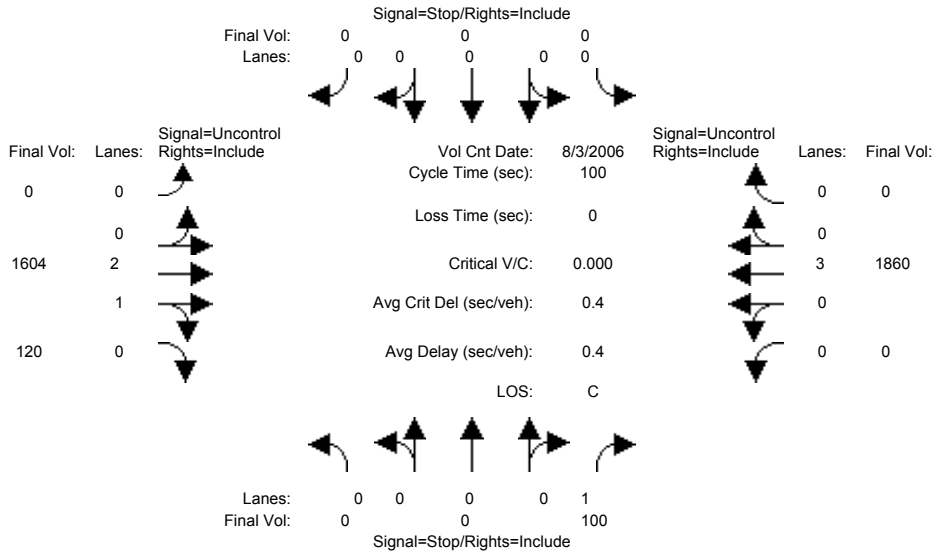 Signal=Stop/Rights=Include
Final Vol: 0 0 0
Lanes: 0 0 0 0 0
Signal=Uncontrol
Final Vol: Lanes: Rights=Include
Vol Cnt Date: 8/3/2006
Signal=Uncontrol
Rights=Include Lanes: Final Vol:
Cycle Time (sec): 100
0 0
0 0
Loss Time (sec): 0
0
0
1604 2
Critical V/C: 0.000
3 1860
1
Avg Crit Del (sec/veh): 0.4
0
120 0
Avg Delay (sec/veh): 0.4
0 0
LOS: C
Lanes: 0 0 0 0 1
Final Vol: 0 0 100
Signal=Stop/Rights=Include